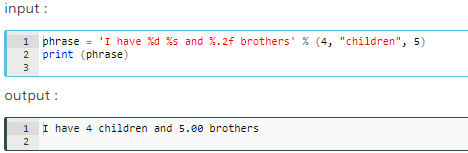 input :
1 phrase = 'I have %d %s and %.2f brothers' % (4, "children", 5)
2 print (phrase)
3
output :
1 I have 4 children and 5.00 brothers
2